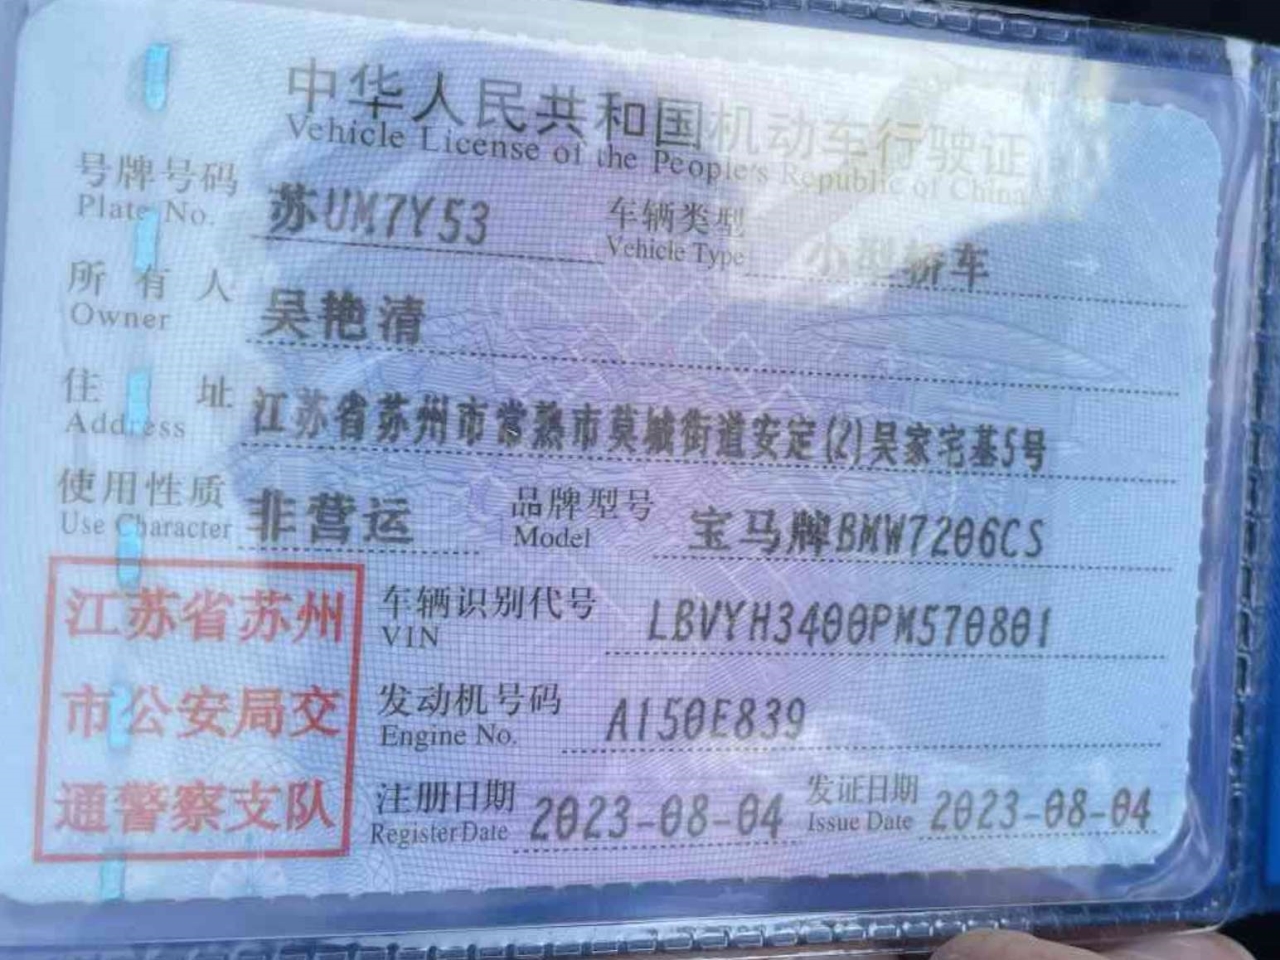 中华人民共和国机动车行驶证
Vehicle License of the People's Republic of China
号牌号码 苏UM7Y53 车辆类型 小型轿车
Plate No. Vehicle Type
所有人 吴艳清
Owner
住址 江苏省苏州市常熟市莫城街道安定(2)吴家宅基5号
Address
使用性质 非营运 品牌型号 宝马牌BMW7206CS
Use Character Model
江苏省苏州 车辆识别代号 LBVYH3400PM570801
VIN
市公安局交 发动机号码 A150E839
Engine No.
通警察支队 注册日期 2023-08-04 发证日期 2023-08-04
Register Date Issue Date